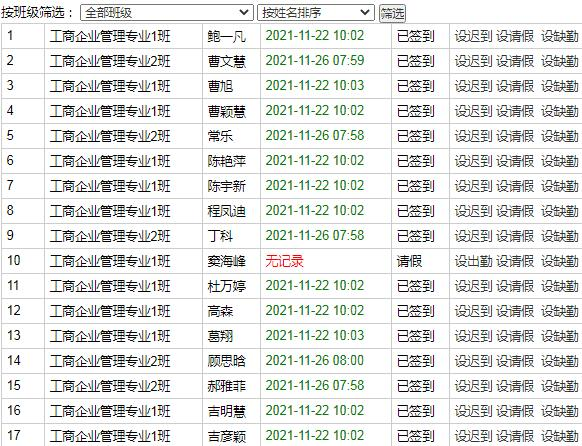 按班级筛选： 全部班级 按姓名排序 筛选
1 工商企业管理专业1班 鲍一凡 2021-11-22 10:02 已签到 设迟到 设请假 设缺勤
2 工商企业管理专业2班 曹文慧 2021-11-26 07:59 已签到 设迟到 设请假 设缺勤
3 工商企业管理专业1班 曹旭 2021-11-22 10:03 已签到 设迟到 设请假 设缺勤
4 工商企业管理专业1班 曹颖慧 2021-11-22 10:02 已签到 设迟到 设请假 设缺勤
5 工商企业管理专业2班 常乐 2021-11-26 07:58 已签到 设迟到 设请假 设缺勤
6 工商企业管理专业1班 陈艳萍 2021-11-22 10:02 已签到 设迟到 设请假 设缺勤
7 工商企业管理专业1班 陈宇新 2021-11-22 10:02 已签到 设迟到 设请假 设缺勤
8 工商企业管理专业1班 程凤迪 2021-11-22 10:02 已签到 设迟到 设请假 设缺勤
9 工商企业管理专业2班 丁科 2021-11-26 07:58 已签到 设迟到 设请假 设缺勤
10 工商企业管理专业1班 窦海峰 无记录 请假 设出勤 设请假 设缺勤
11 工商企业管理专业1班 杜万婷 2021-11-22 10:02 已签到 设迟到 设请假 设缺勤
12 工商企业管理专业1班 高森 2021-11-22 10:02 已签到 设迟到 设请假 设缺勤
13 工商企业管理专业1班 葛翔 2021-11-22 10:03 已签到 设迟到 设请假 设缺勤
14 工商企业管理专业2班 顾思晗 2021-11-26 08:00 已签到 设迟到 设请假 设缺勤
15 工商企业管理专业2班 郝雅菲 2021-11-26 07:58 已签到 设迟到 设请假 设缺勤
16 工商企业管理专业1班 吉明慧 2021-11-22 10:02 已签到 设迟到 设请假 设缺勤
17 工商企业管理专业1班 吉彦颖 2021-11-22 10:02 已签到 设迟到 设请假 设缺勤